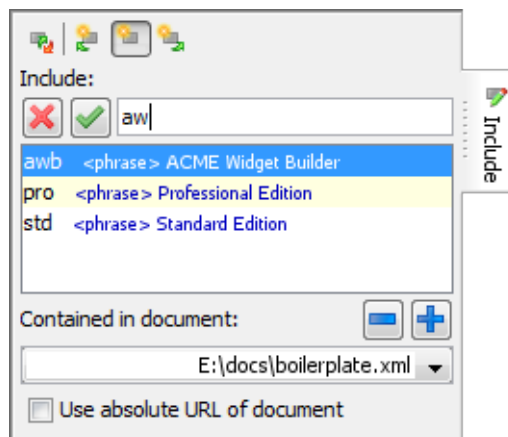 Include:
aw
awb <phrase> ACME Widget Builder
pro <phrase> Professional Edition
std <phrase> Standard Edition
Contained in document:
E:\docs\boilerplate.xml
Use absolute URL of document
Include